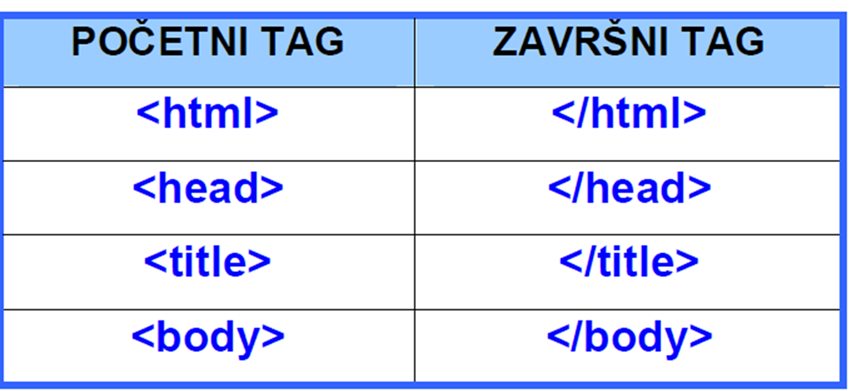 POČETNI TAG ZAVRŠNI TAG
<html> </html>
<head> </head>
<title> </title>
<body> </body>